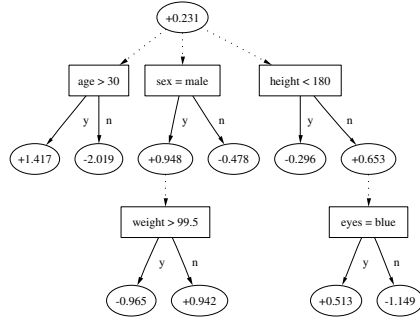 +0.231
age > 30 sex = male height < 180
y n y n y n
+1.417 -2.019 +0.948 -0.478 -0.296 +0.653
weight > 99.5 eyes = blue
y n y n
-0.965 +0.942 +0.513 -1.149